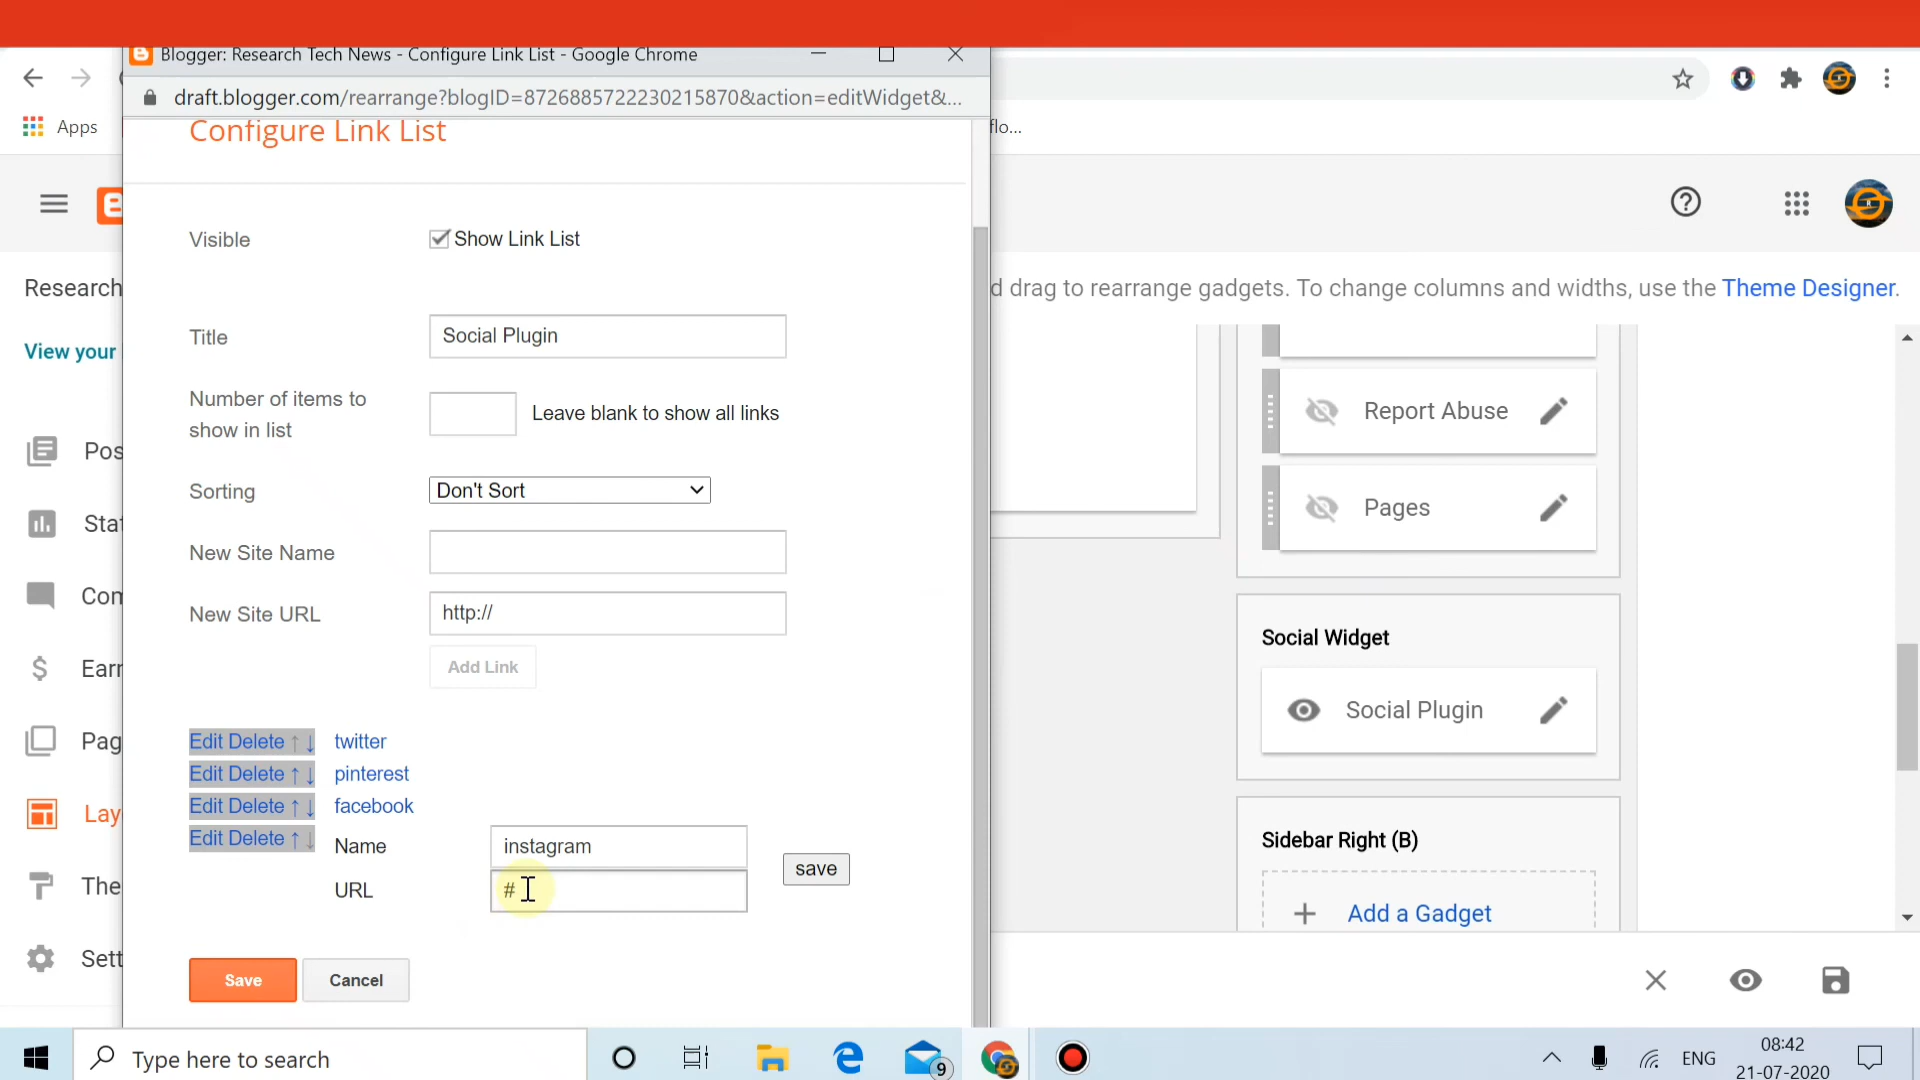 Blogger: Research Tech News - Configure Link List - Google Chrome
draft.blogger.com/rearrange?blogID=8726885722230215870&action=editWidget&...
Apps
flo...
Configure Link List
Visible
Show Link List
Research
d drag to rearrange gadgets. To change columns and widths, use the Theme Designer.
View your
Title
Social Plugin
Number of items to
show in list
Leave blank to show all links
Report Abuse
Pos
Sorting
Don't Sort
Pages
Stat
New Site Name
Com
New Site URL
http://
Social Widget
Add Link
Earn
Social Plugin
Pag
Edit Delete ↑ ↓ twitter
Edit Delete ↑ ↓ pinterest
Edit Delete ↑ ↓ facebook
Lay
Edit Delete ↑ ↓
Name
instagram
save
URL
#
Sidebar Right (B)
The
Add a Gadget
Sett
Save
Cancel
Type here to search
9
ENG
08:42
21-07-2020